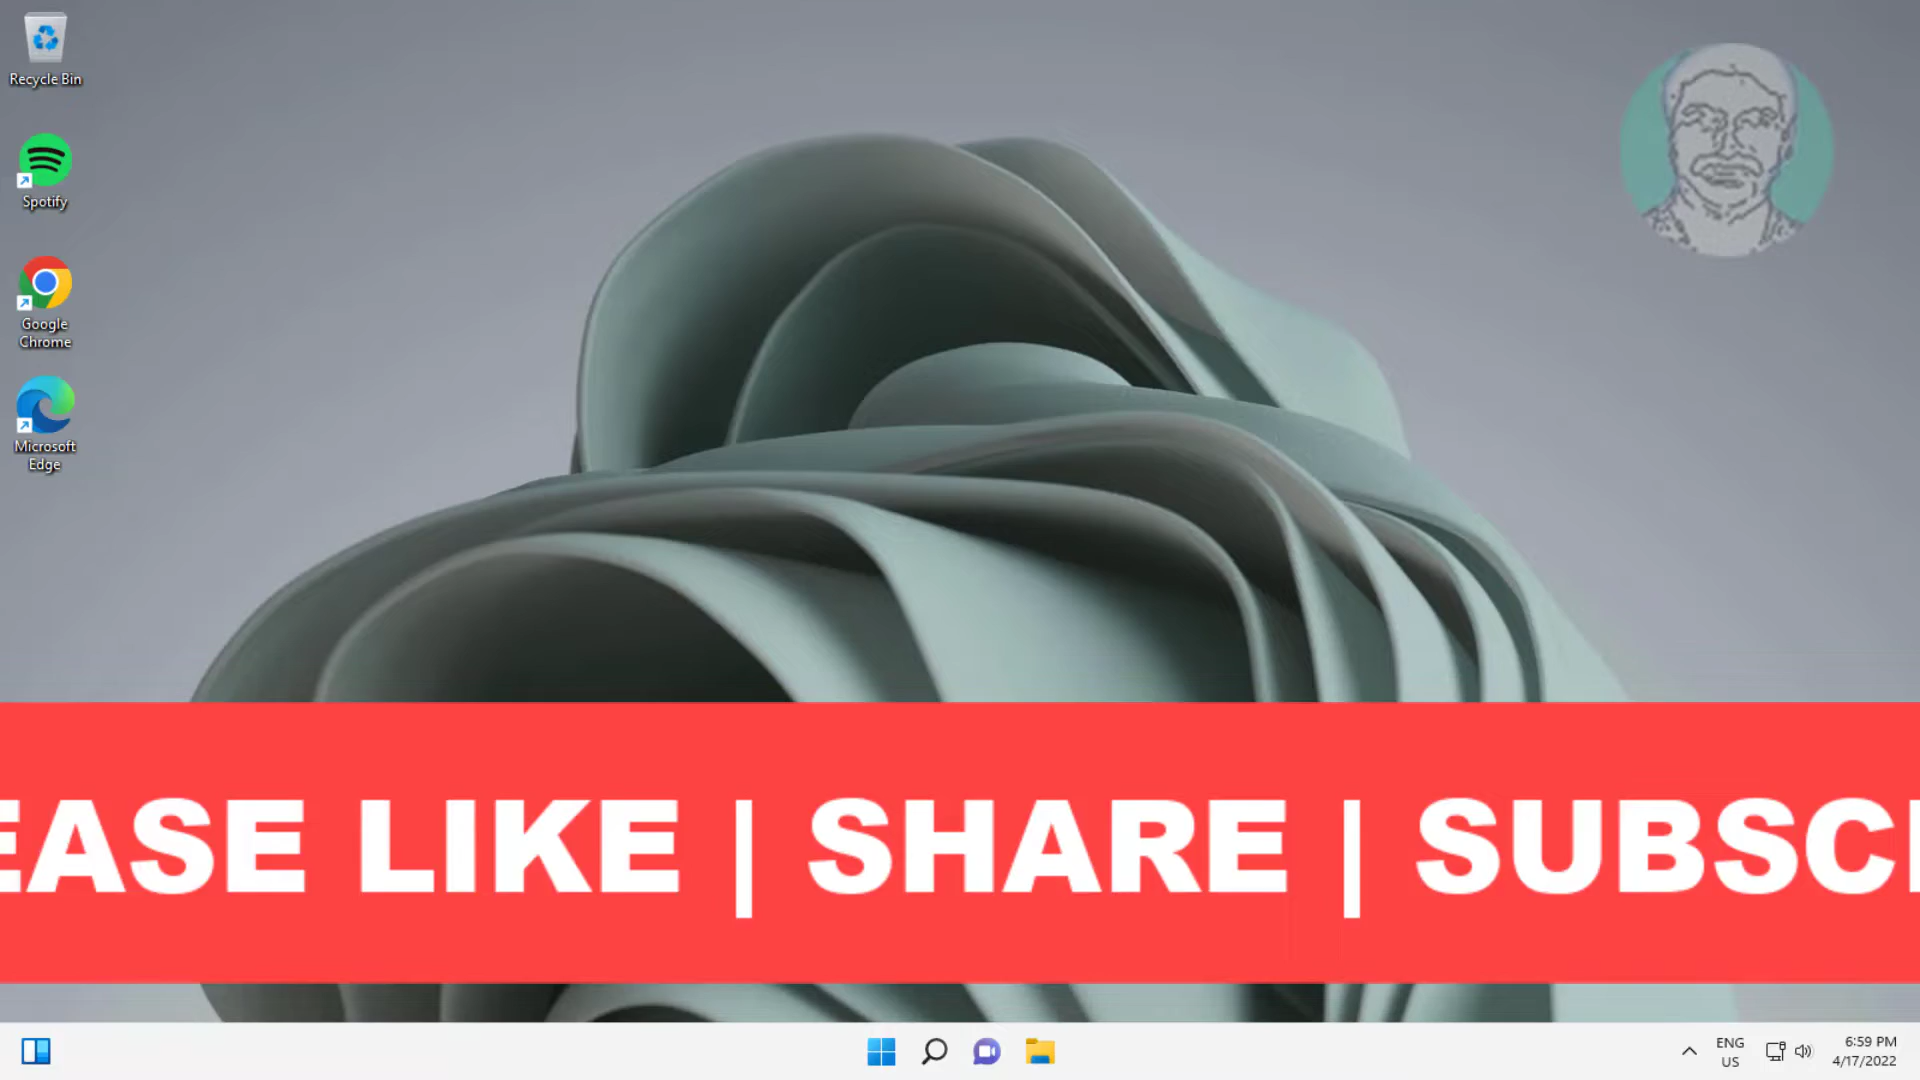 Recycle Bin
Spotify
Google
Chrome
Microsoft
Edge
EASE LIKE | SHARE | SUBSC
ENG
US
6:59 PM
4/17/2022